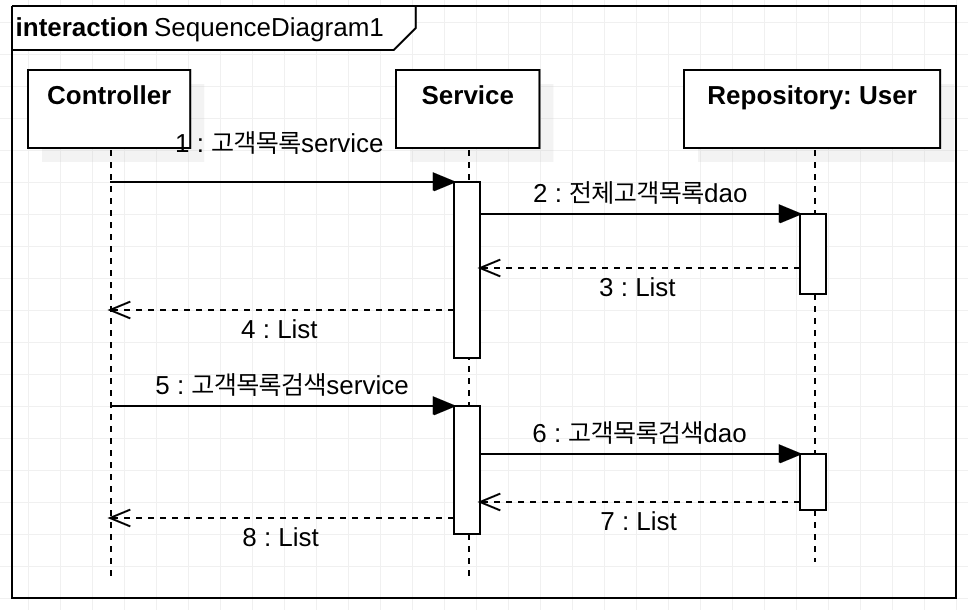 interaction SequenceDiagram1
Controller
Service
Repository: User
1 : 고객목록service
2 : 전체고객목록dao
3 : List
4 : List
5 : 고객목록검색service
6 : 고객목록검색dao
7 : List
8 : List